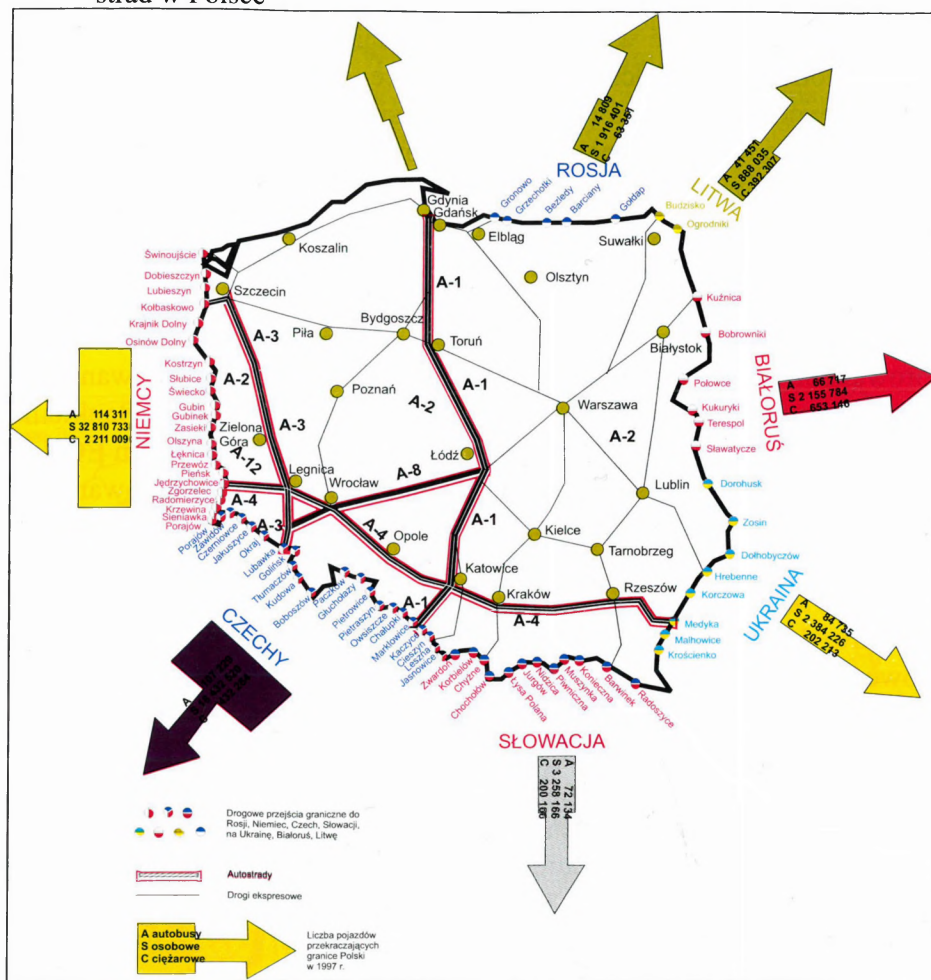 strad w Polsce
A 14 809
S 1 916 401
C 63 351
ROSJA
A 41 451
S 888 035
C 392 307
LITWA
Gronowo
Grzechotki
Bezledy
Barciany
Gołdap
Budzisko
Ogrodniki
Gdynia
Gdańsk
Elbląg
Suwałki
Koszalin
Olsztyn
Świnoujście
Dobieszczyn
Lubieszyn
Kołbaskowo
Krajnik Dolny
Osinów Dolny
Szczecin
A-1
Kuźnica
Bobrowniki
A-3
Piła
Bydgoszcz
Toruń
Białystok
BIAŁORUŚ
A 66 717
S 2 155 784
C 653 146
NIEMCY
A 114 311
S 32 810 733
C 2 211 009
Kostrzyn
Słubice
Świecko
Gubin
Gubinek
Zasieki
Olszyna
Łęknica
Przewóz
Pieńsk
Jędrzychowice
Zgorzelec
Radomierzyce
Krzewina
Sieniawka
Porajów
A-2
Poznań
A-1
A-2
Warszawa
A-2
Połowce
Kukuryki
Terespol
Sławatycze
Zielona
Góra
A-3
A-12
Łódź
Legnica
Wrocław
A-8
Lublin
Dorohusk
Zosin
Dołhobyczów
Hrebenne
Korczowa
Medyka
Malhowice
Krościenko
A-4
A-3
A-4
Opole
A-1
Kielce
Tarnobrzeg
Katowice
Kraków
Rzeszów
A-4
A-1
UKRAINA
A 84 735
S 2 384 226
C 202 213
Porajów
Zawidów
Czerniowce
Jakuszyce
Okraj
Lubawka
Golińsk
Tłumaczów
Kudowa
Boboszów
Paczków
Głuchołazy
Pietrowice
Pietraszyn
Owsiszcze
Chałupki
Marklowice
Kaczyce
Cieszyn
Leszna
Jasnowice
Zwardoń
Korbielów
Chyżne
Chochołów
Łysa Polana
Jurgów
Nidzica
Piwniczna
Muszynka
Konieczna
Barwinek
Radoszyce
CZECHY
SŁOWACJA
A 72 134
S 3 258 166
C 200 166
Drogowe przejścia graniczne do
Rosji, Niemiec, Czech, Słowacji,
na Ukrainę, Białoruś, Litwę
Autostrady
Drogi ekspresowe
A autobusy
S osobowe
C ciężarowe
Liczba pojazdów
przekraczających
granice Polski
w 1997 r.